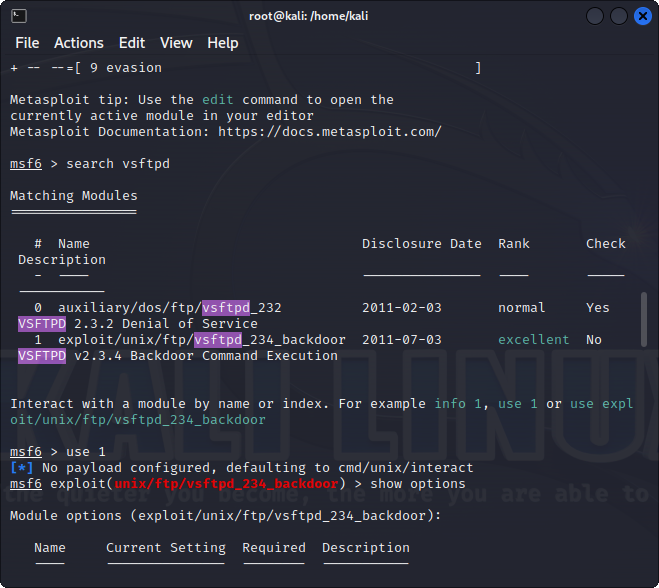 root@kali: /home/kali
File Actions Edit View Help
+ -- --=[ 9 evasion                                       ]
Metasploit tip: Use the edit command to open the
currently active module in your editor
Metasploit Documentation: https://docs.metasploit.com/
msf6 > search vsftpd
Matching Modules
================
   #  Name                                  Disclosure Date  Rank       Check
 Description
   -  ----                                  ---------------  ----       -----
 -----------
   0  auxiliary/dos/ftp/vsftpd_232          2011-02-03       normal     Yes
 VSFTPD 2.3.2 Denial of Service
   1  exploit/unix/ftp/vsftpd_234_backdoor  2011-07-03       excellent  No
 VSFTPD v2.3.4 Backdoor Command Execution
Interact with a module by name or index. For example info 1, use 1 or use expl
oit/unix/ftp/vsftpd_234_backdoor
msf6 > use 1
[*] No payload configured, defaulting to cmd/unix/interact
msf6 exploit(unix/ftp/vsftpd_234_backdoor) > show options
Module options (exploit/unix/ftp/vsftpd_234_backdoor):
   Name     Current Setting  Required  Description
   ----     ---------------  --------  -----------
KALI LINUX
the quieter you become, the more you are able to